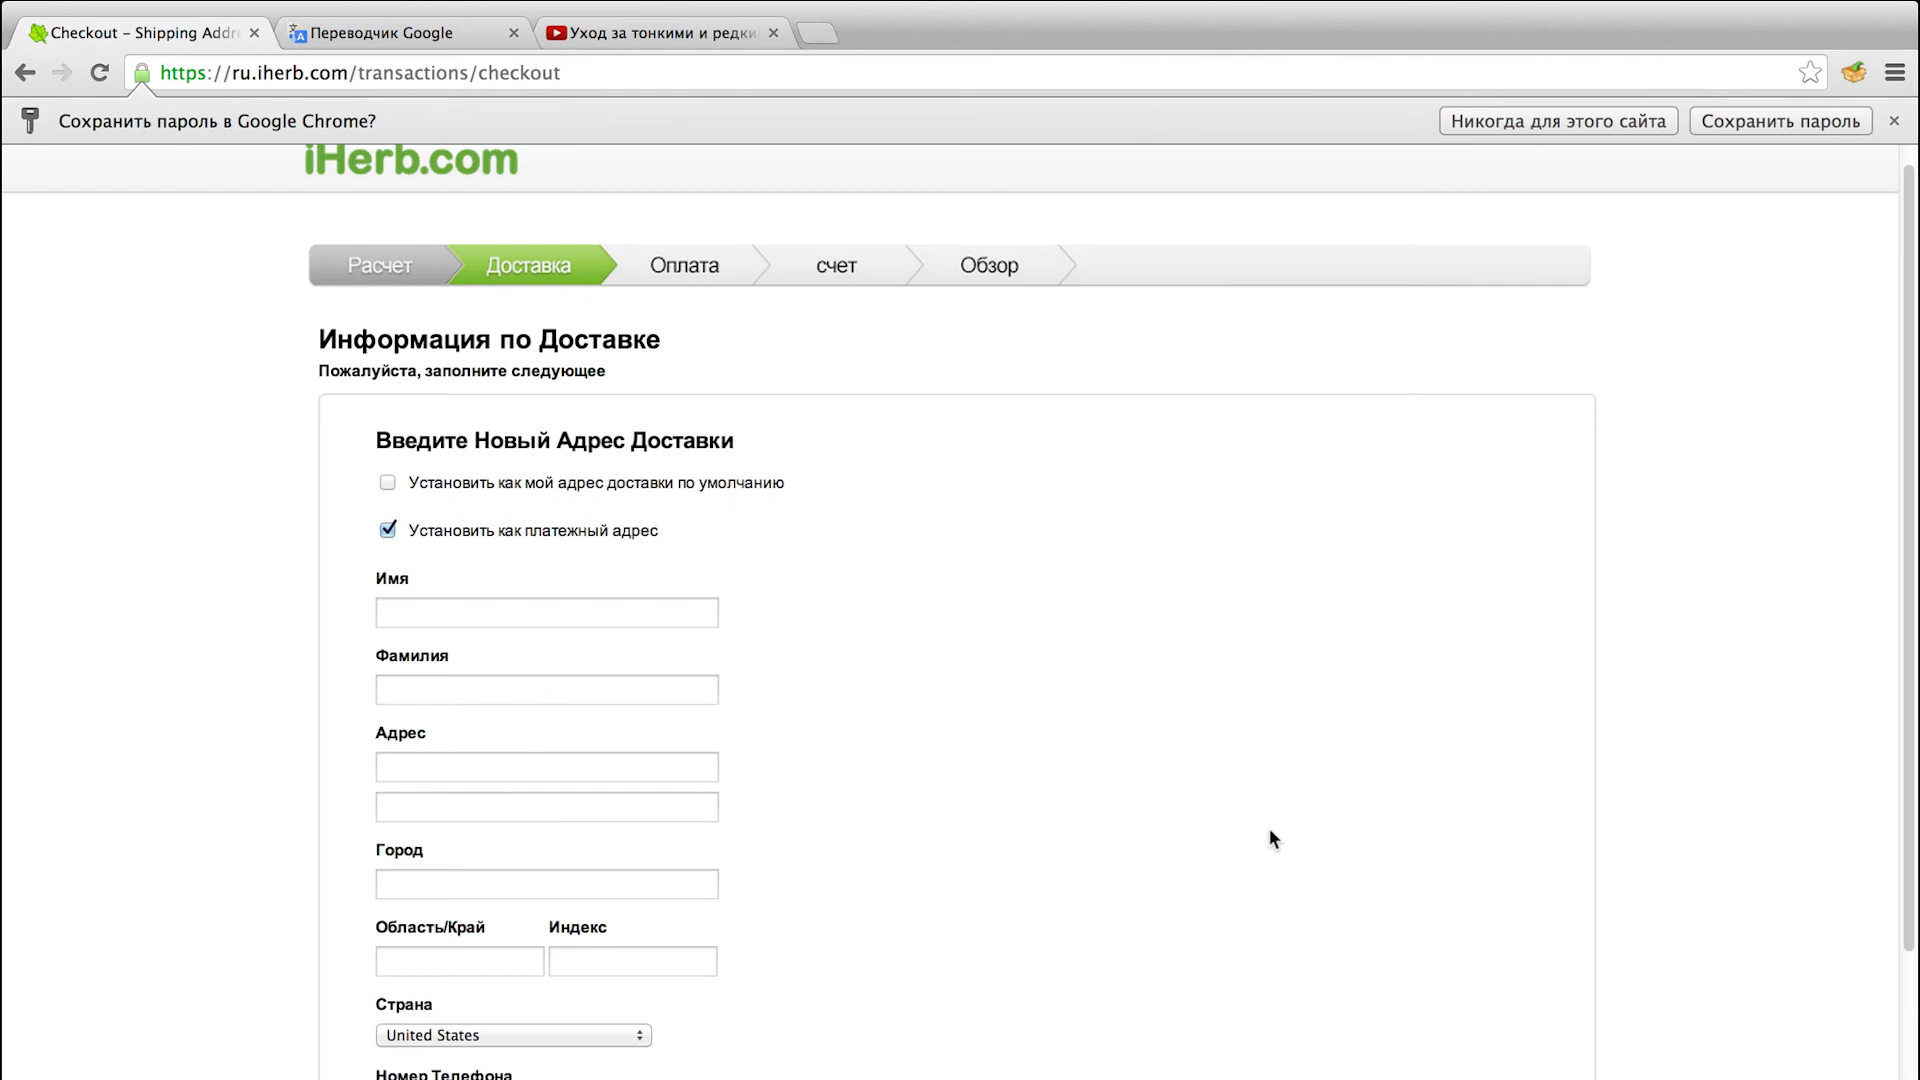 Checkout – Shipping Addr
Переводчик Google
Уход за тонкими и редки
https://ru.iherb.com/transactions/checkout
Сохранить пароль в Google Chrome?
Никогда для этого сайта
Сохранить пароль
iHerb.com
Расчет
Доставка
Оплата
счет
Обзор
Информация по Доставке
Пожалуйста, заполните следующее
Введите Новый Адрес Доставки
Установить как мой адрес доставки по умолчанию
Установить как платежный адрес
Имя
Фамилия
Адрес
Город
Область/Край
Индекс
Страна
United States
Номер Телефона